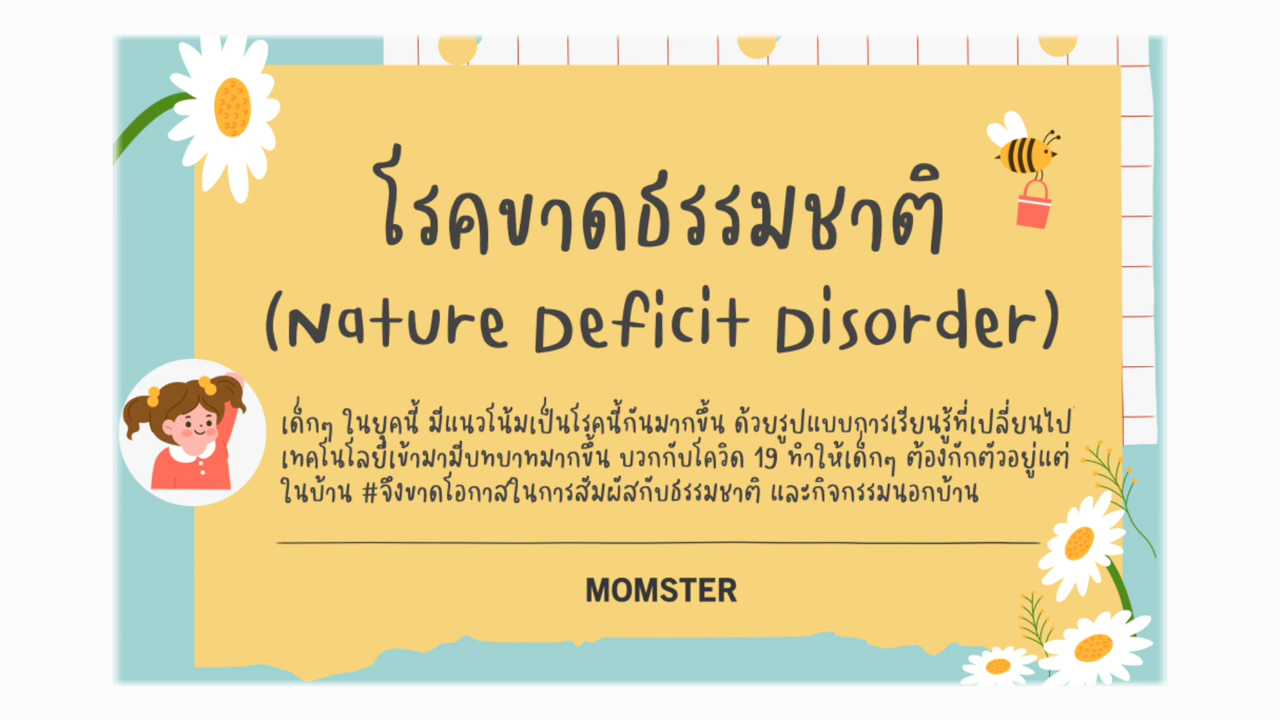 โรคขาดธรรมชาติ
(Nature Deficit Disorder)
เด็กๆ ในยุคนี้ มีแนวโน้มเป็นโรคนี้กันมากขึ้น ด้วยรูปแบบการเรียนรู้ที่เปลี่ยนไป
เทคโนโลยีเข้ามามีบทบาทมากขึ้น บวกกับโควิด 19 ทำให้เด็กๆ ต้องกักตัวอยู่แต่
ในบ้าน #จึงขาดโอกาสในการสัมผัสกับธรรมชาติ และกิจกรรมนอกบ้าน
MOMSTER